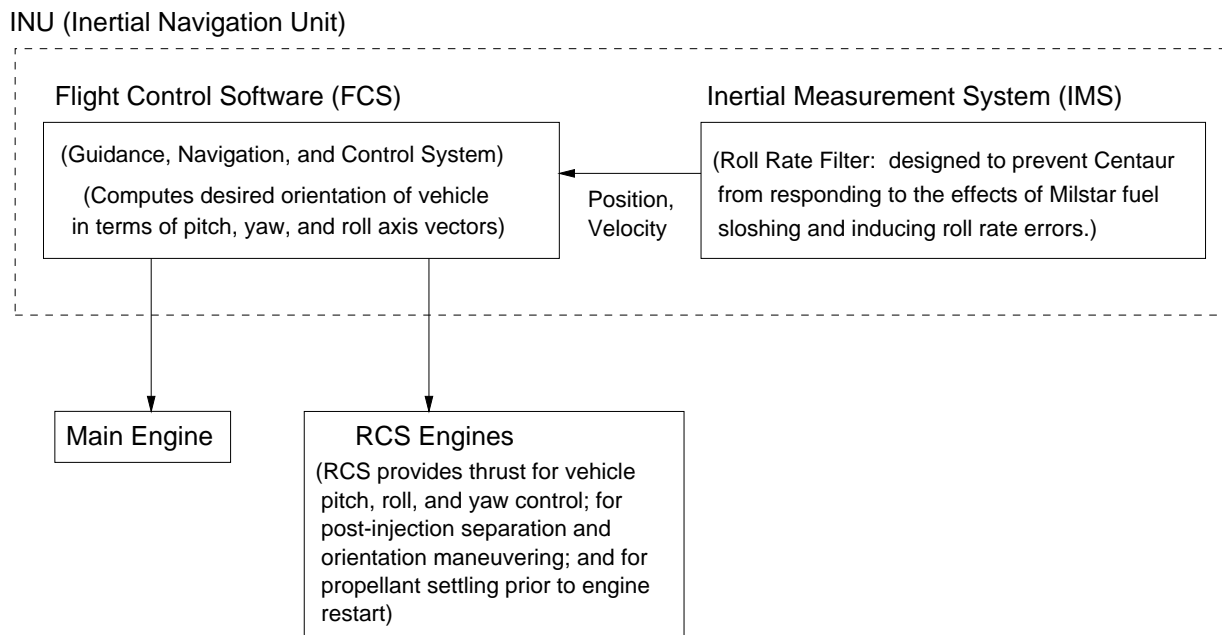 INU (Inertial Navigation Unit)
Flight Control Software (FCS)
(Guidance, Navigation, and Control System)
(Computes desired orientation of vehicle
in terms of pitch, yaw, and roll axis vectors)
Position,
Velocity
Inertial Measurement System (IMS)
(Roll Rate Filter: designed to prevent Centaur
from responding to the effects of Milstar fuel
sloshing and inducing roll rate errors.)
Main Engine
RCS Engines
(RCS provides thrust for vehicle
pitch, roll, and yaw control; for
post-injection separation and
orientation maneuvering; and for
propellant settling prior to engine
restart)